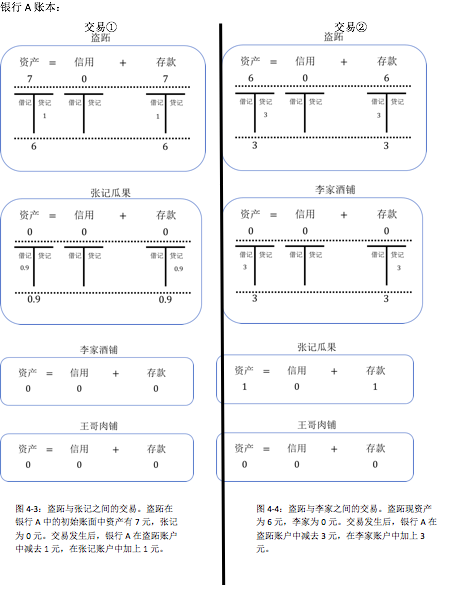 银行 A 账本：
交易①
盗跖
资产 = 信用 + 存款
7 0 7
借记 贷记 借记 贷记 借记 贷记
1 1
6 6
张记瓜果
资产 = 信用 + 存款
0 0 0
借记 贷记 借记 贷记 借记 贷记
0.9 0.9
0.9 0.9
李家酒铺
资产 = 信用 + 存款
0 0 0
王哥肉铺
资产 = 信用 + 存款
0 0 0
图 4-3：盗跖与张记之间的交易。盗跖在
银行 A 中的初始账面中资产有 7 元，张记
为 0 元。交易发生后，银行 A 在盗跖账户
中减去 1 元，在张记账户中加上 1 元。
交易②
盗跖
资产 = 信用 + 存款
6 0 6
借记 贷记 借记 贷记 借记 贷记
3 3
3 3
李家酒铺
资产 = 信用 + 存款
0 0 0
借记 贷记 借记 贷记 借记 贷记
3 3
3 3
张记瓜果
资产 = 信用 + 存款
1 0 1
王哥肉铺
资产 = 信用 + 存款
0 0 0
图 4-4：盗跖与李家之间的交易。盗跖现资产
为 6 元，李家为 0 元。交易发生后，银行 A 在
盗跖账户中减去 3 元，在李家账户中加上 3
元。